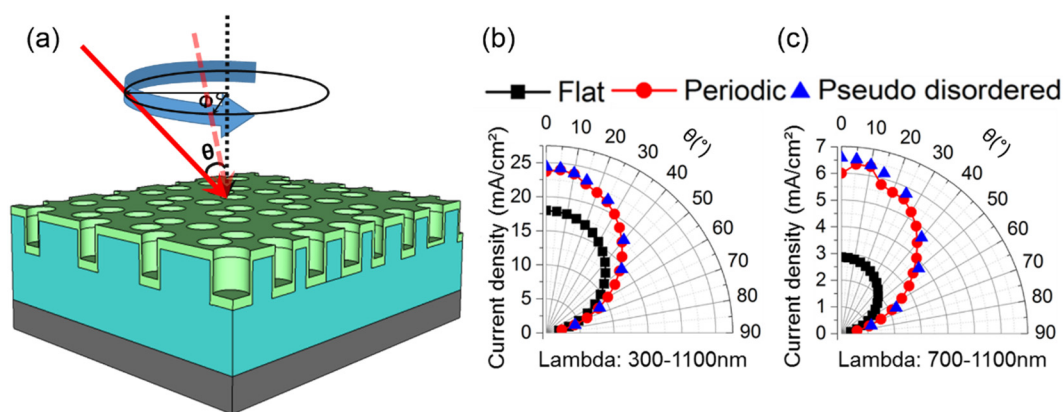 (a)
φ°
θ
(b)
(c)
Flat Periodic Pseudo disordered
Current density (mA/cm²)
25
20
15
10
5
0
0 10 20 30 40 50 60 70 80 90
θ(°)
Lambda: 300-1100nm
Current density (mA/cm²)
7
6
5
4
3
2
1
0
0 10 20 30 40 50 60 70 80 90
θ(°)
Lambda: 700-1100nm